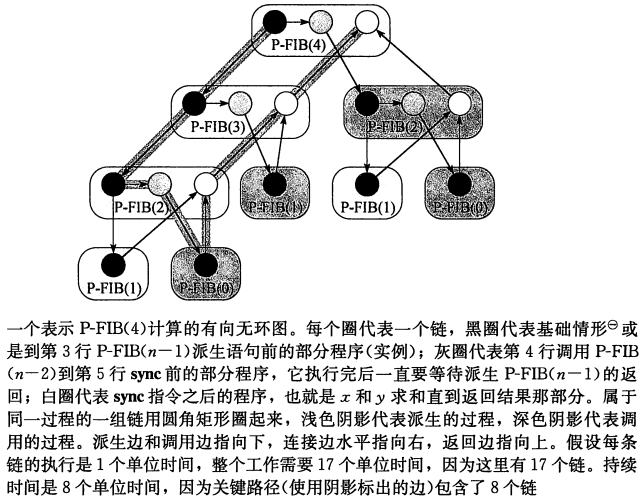 P-FIB(4)
P-FIB(3)
P-FIB(2)
P-FIB(2)
P-FIB(1)
P-FIB(1)
P-FIB(0)
P-FIB(1)
P-FIB(0)
一个表示 P-FIB(4)计算的有向无环图。每个圈代表一个链，黑圈代表基础情形㊀或
是到第 3 行 P-FIB(n−1)派生语句前的部分程序(实例)；灰圈代表第 4 行调用 P-FIB
(n−2)到第 5 行 sync 前的部分程序，它执行完后一直要等待派生 P-FIB(n−1)的返
回；白圈代表 sync 指令之后的程序，也就是 x 和 y 求和直到返回结果那部分。属于
同一过程的一组链用圆角矩形圈起来，浅色阴影代表派生的过程，深色阴影代表调
用的过程。派生边和调用边指向下，连接边水平指向右，返回边指向上。假设每条
链的执行是 1 个单位时间，整个工作需要 17 个单位时间，因为这里有 17 个链。持续
时间是 8 个单位时间，因为关键路径(使用阴影标出的边)包含了 8 个链